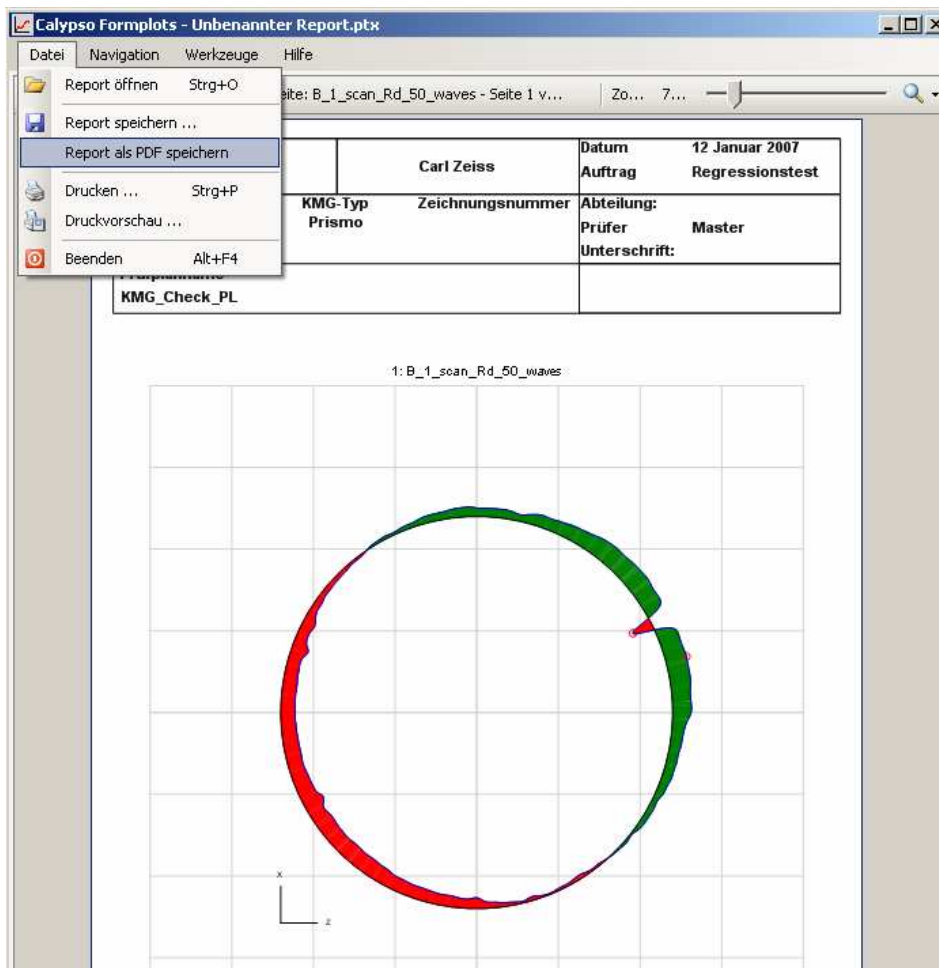 Calypso Formplots - Unbenannter Report.ptx
Datei Navigation Werkzeuge Hilfe
Report öffnen Strg+O
Report speichern ...
Report als PDF speichern
Drucken ... Strg+P
Druckvorschau ...
Beenden Alt+F4
eite: B_1_scan_Rd_50_waves - Seite 1 v... Zo... 7...
Carl Zeiss
Datum 12 Januar 2007
Auftrag Regressionstest
KMG-Typ Zeichnungsnummer
Prismo
Abteilung:
Prüfer Master
Unterschrift:
KMG_Check_PL
1: B_1_scan_Rd_50_waves
x
z